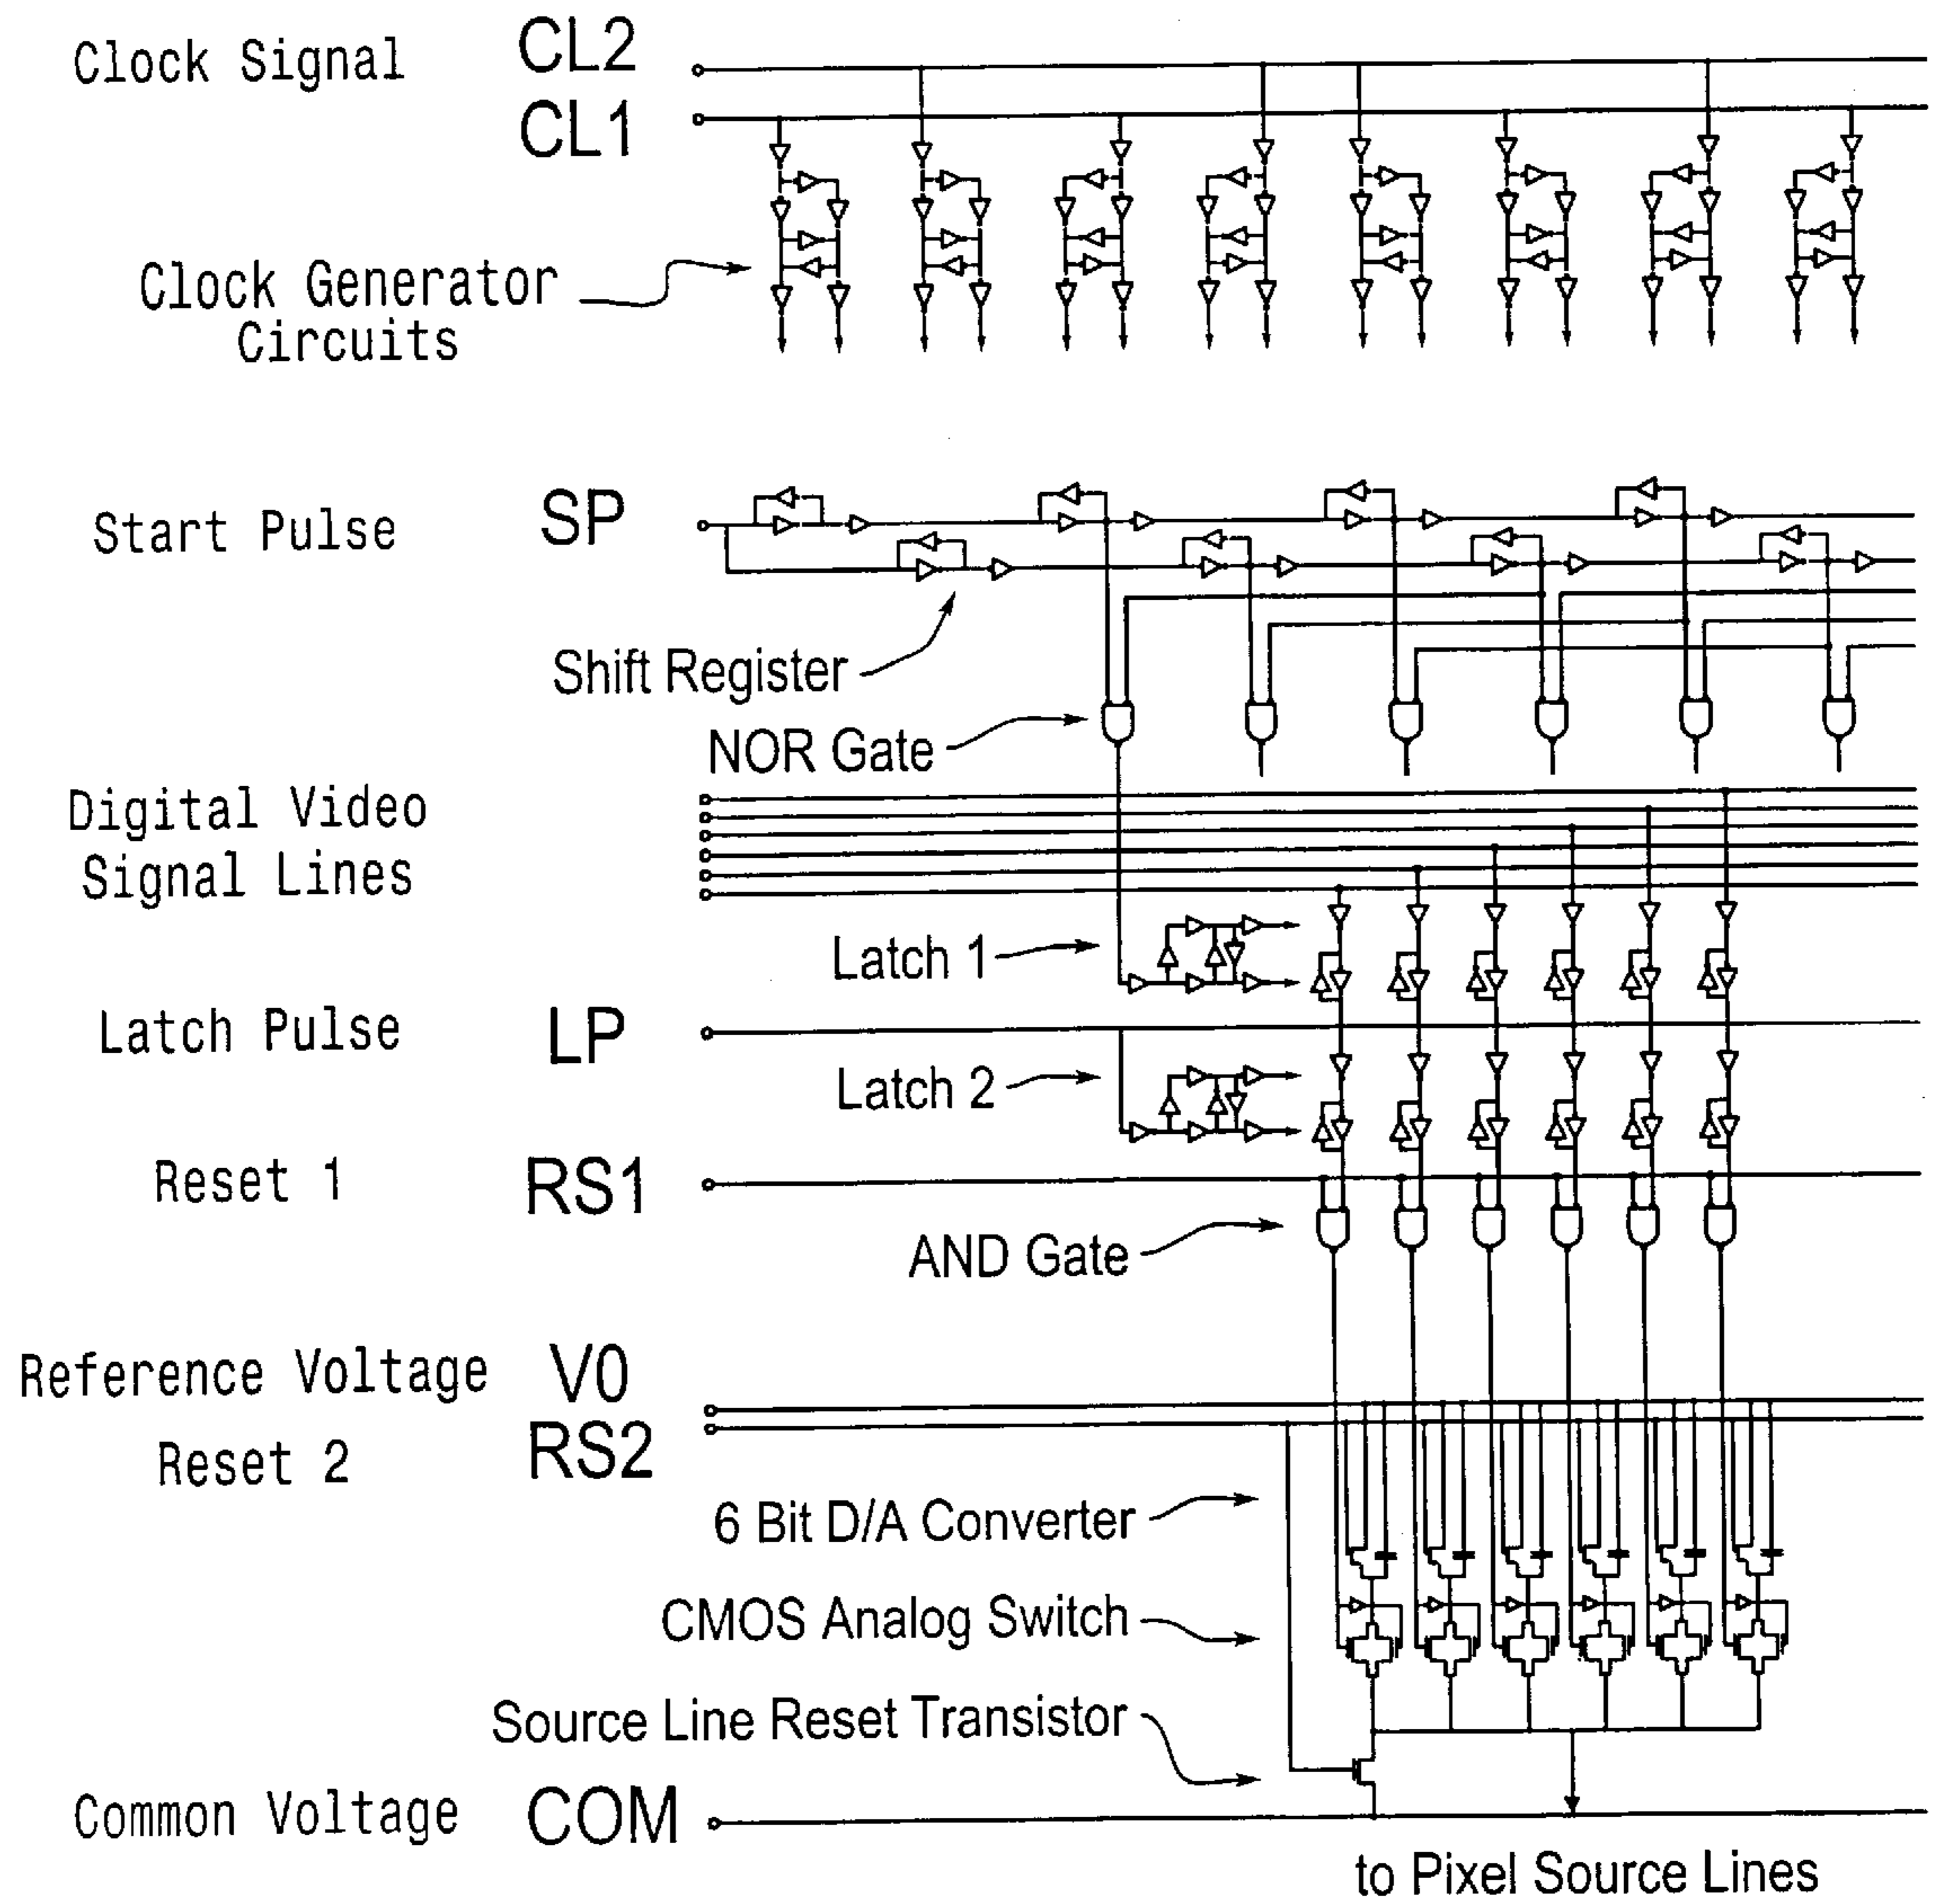 Clock Signal CL2
CL1
Clock Generator
Circuits
Start Pulse SP
Shift Register
NOR Gate
Digital Video
Signal Lines
Latch 1
Latch Pulse LP
Latch 2
Reset 1 RS1
AND Gate
Reference Voltage V0
Reset 2 RS2
6 Bit D/A Converter
CMOS Analog Switch
Source Line Reset Transistor
Common Voltage COM
to Pixel Source Lines